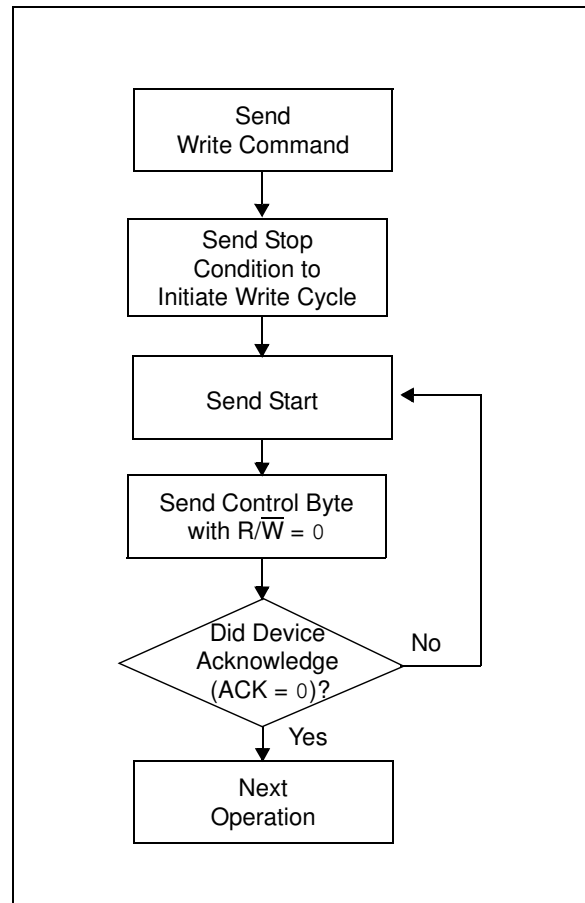 Send
Write Command
Send Stop
Condition to
Initiate Write Cycle
Send Start
Send Control Byte
with R/W̅ = 0
Did Device
Acknowledge
(ACK = 0)?
No
Yes
Next
Operation